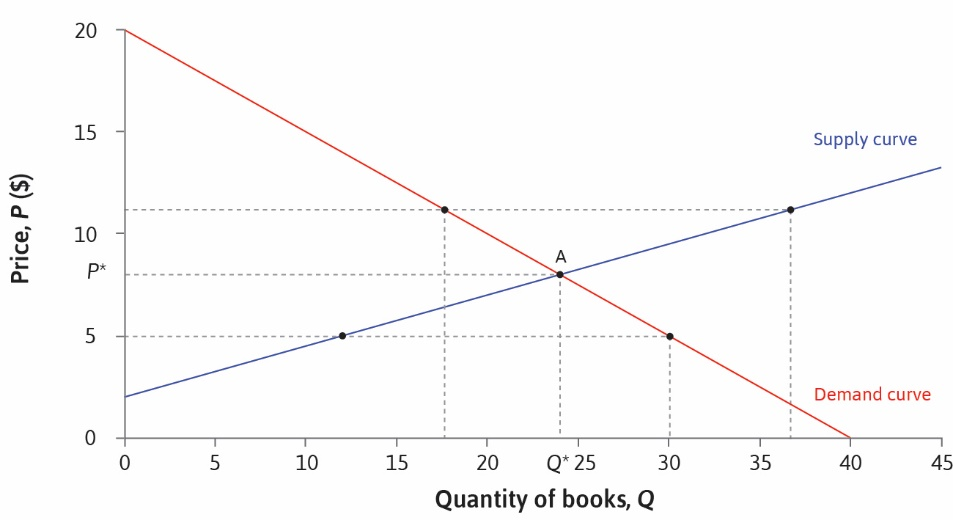 20
15
Supply curve
Price, P ($)
10
A
P*
5
Demand curve
0
0 5 10 15 20 Q* 25 30 35 40 45
Quantity of books, Q